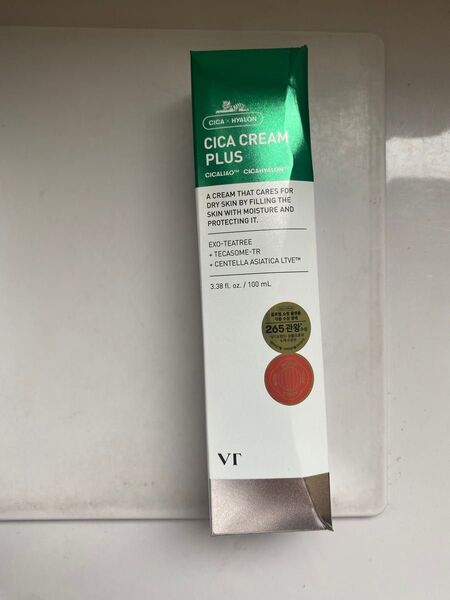 CICA × HYALON
CICA CREAM
PLUS
CICALIAO™ CICAHYALON™
A CREAM THAT CARES FOR
DRY SKIN BY FILLING THE
SKIN WITH MOISTURE AND
PROTECTING IT.
EXO-TEATREE
+ TECASOME-TR
+ CENTELLA ASIATICA LTVE™
3.38 fl. oz. / 100 mL
265관왕
VT